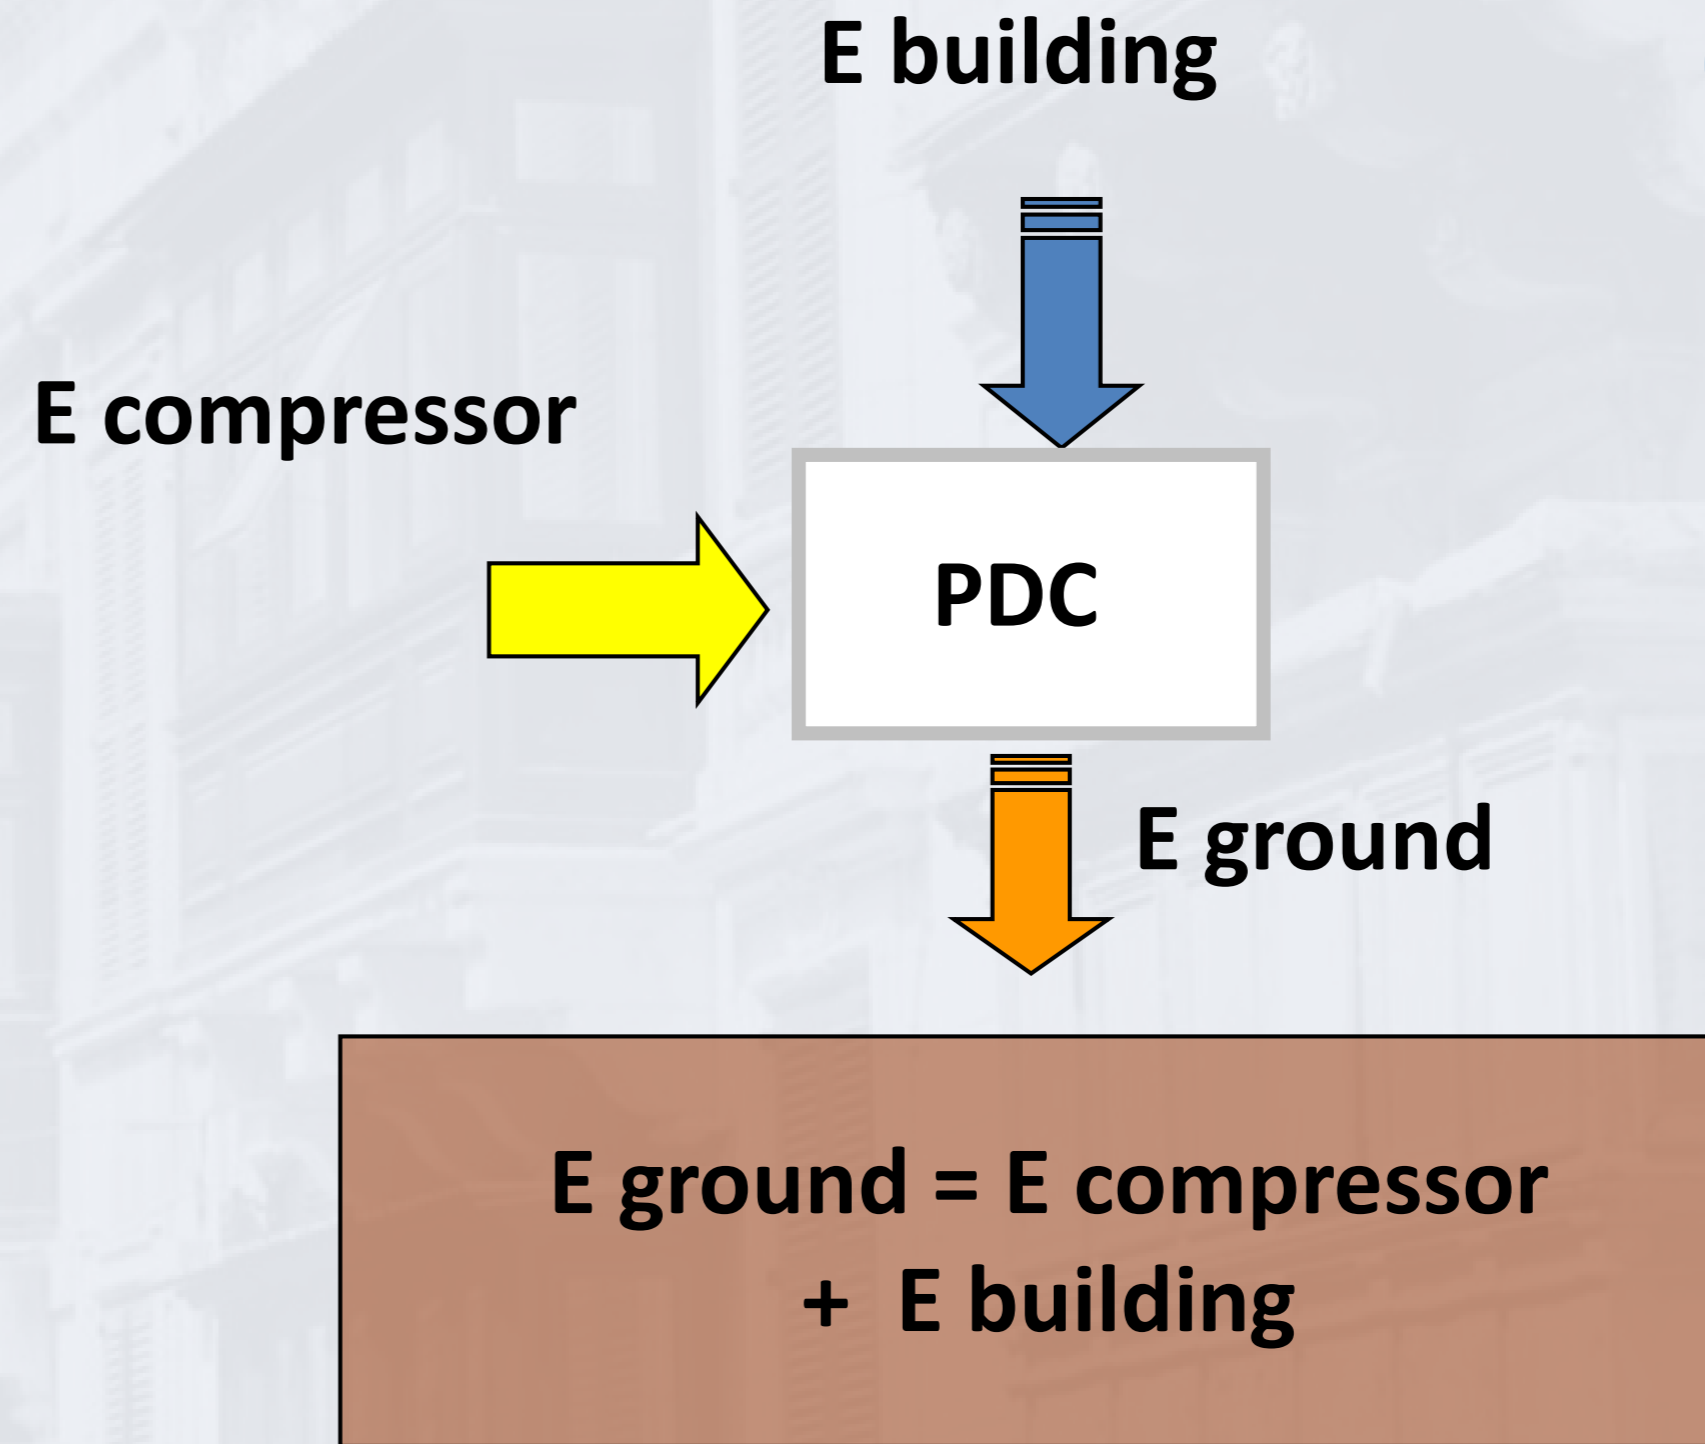 E building
E compressor
PDC
E ground
E ground = E compressor
+ E building